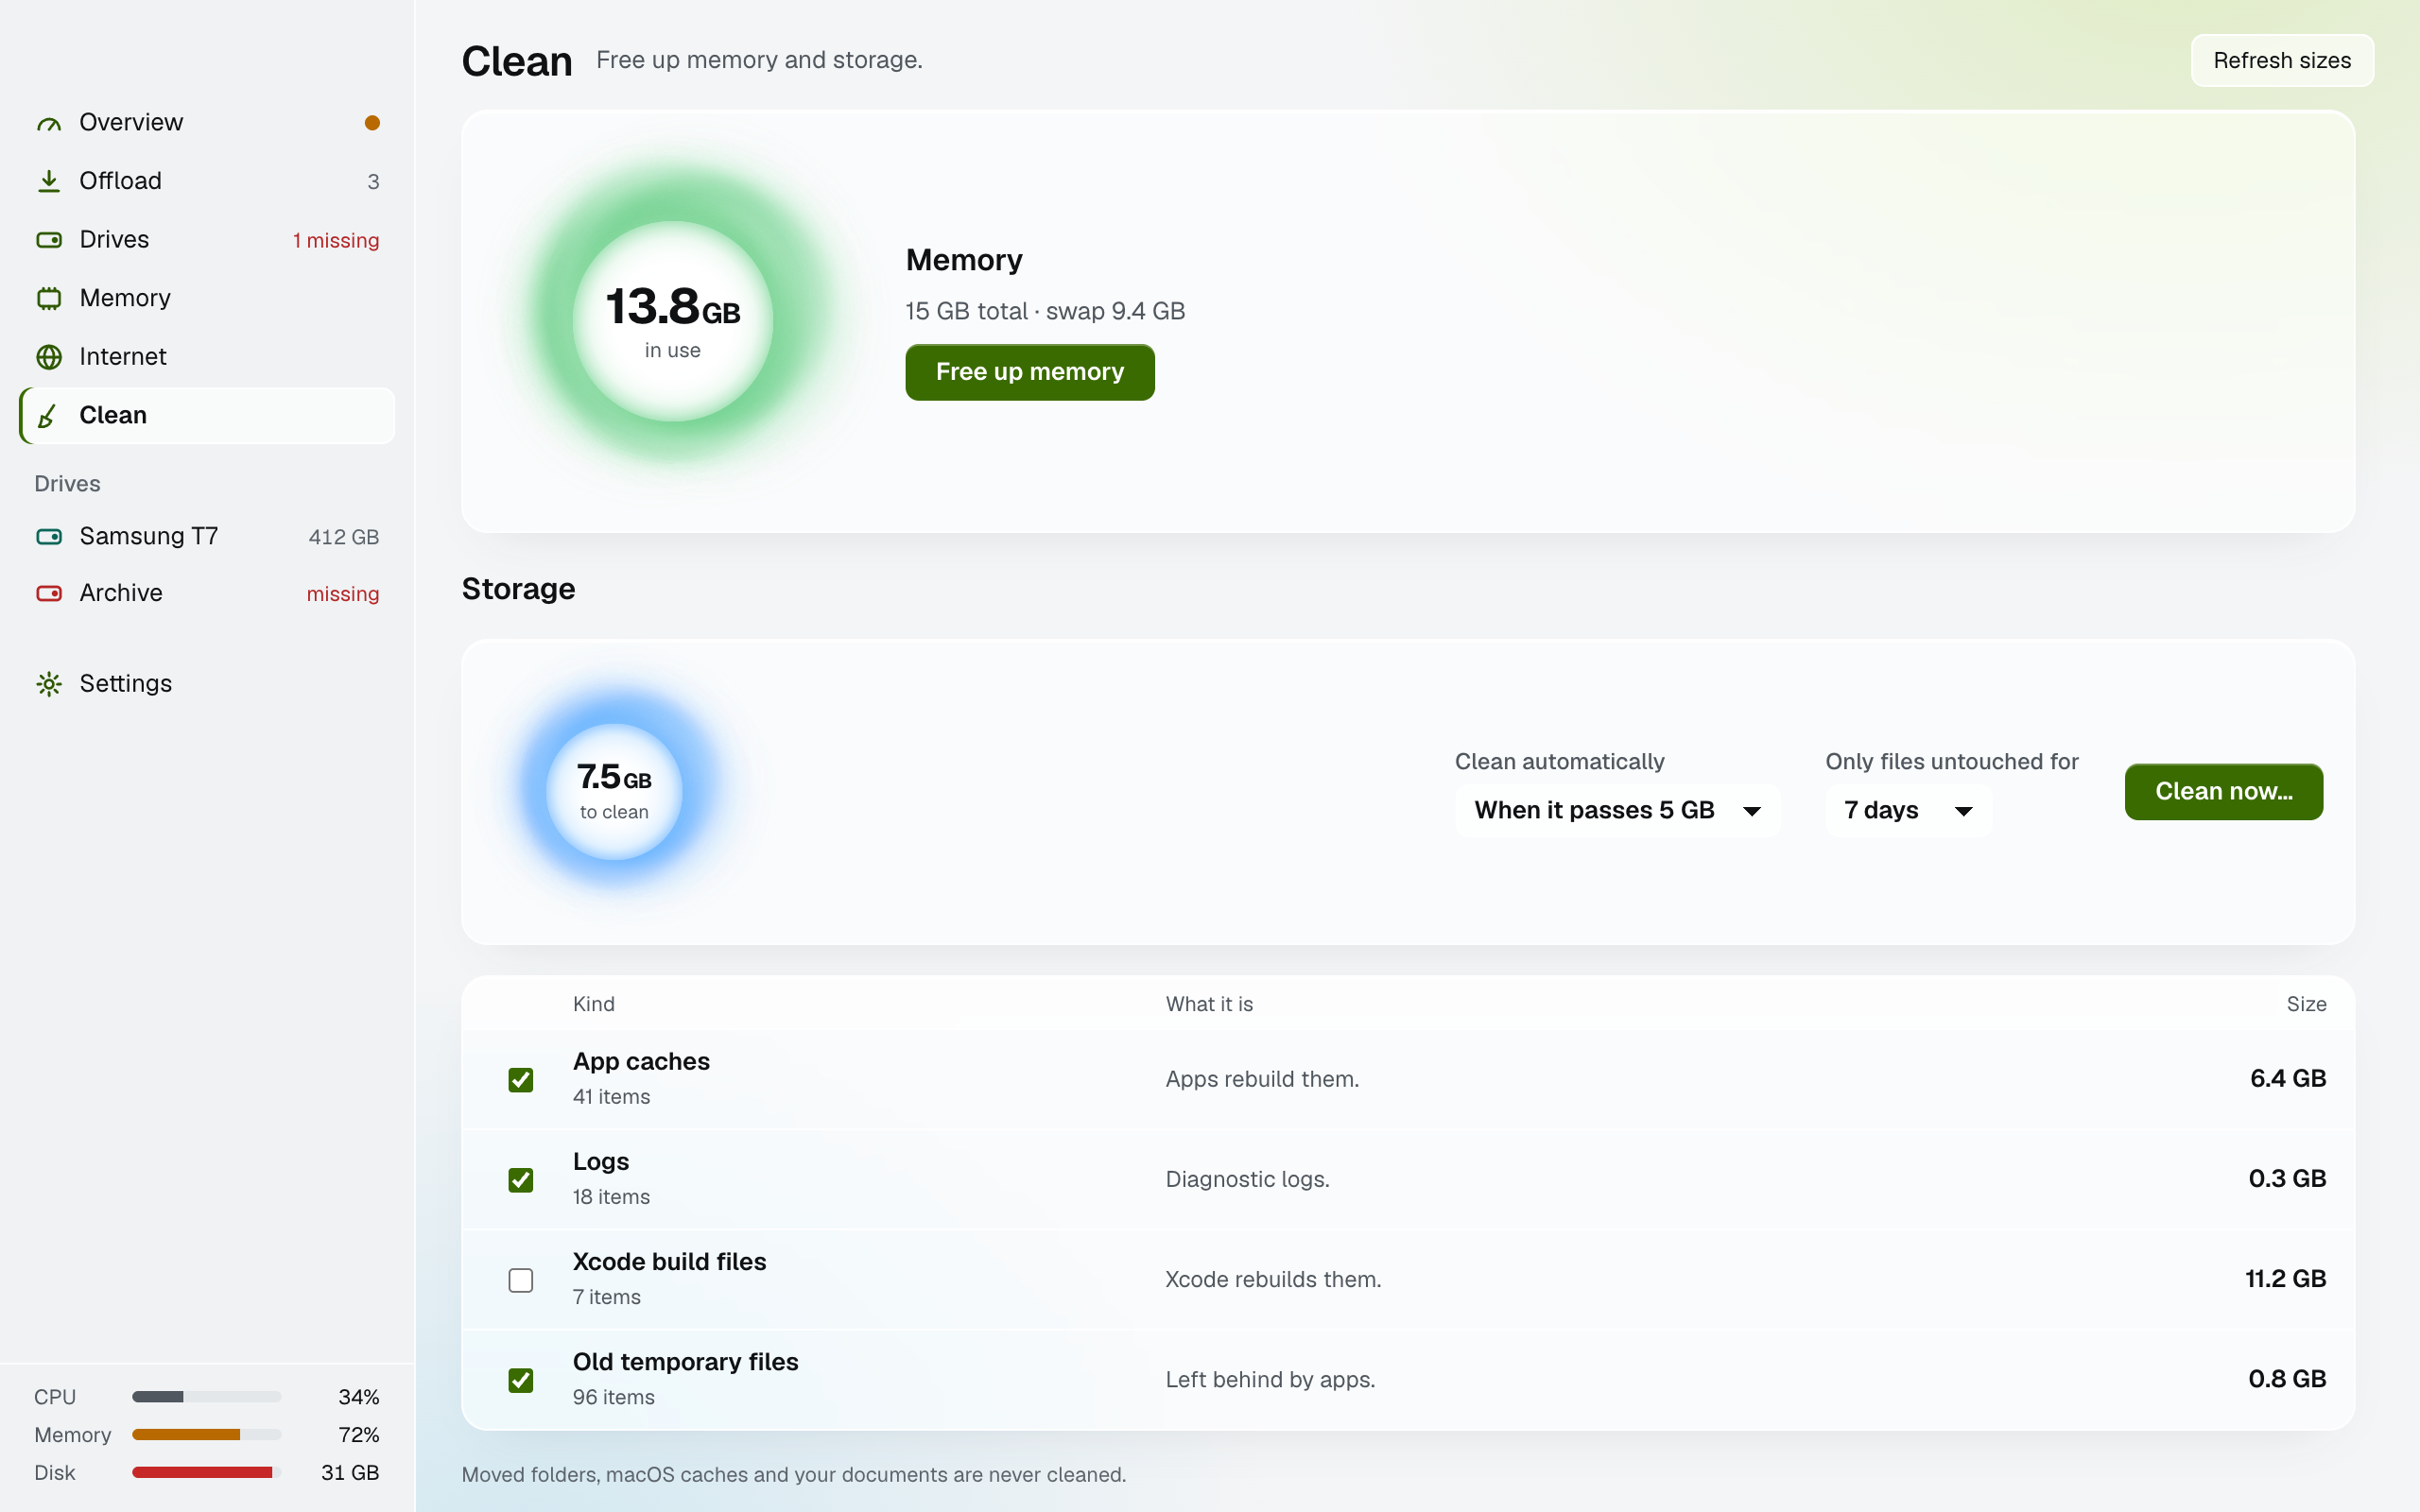 Clean
Free up memory and storage.
Refresh sizes
Overview
Offload 3
Drives 1 missing
Memory
Internet
Clean
Drives
Samsung T7 412 GB
Archive missing
Settings
CPU 34%
Memory 72%
Disk 31 GB
13.8 GB
in use
Memory
15 GB total · swap 9.4 GB
Free up memory
Storage
7.5 GB
to clean
Clean automatically
When it passes 5 GB
Only files untouched for
7 days
Clean now...
Kind What it is Size
App caches
41 items
Apps rebuild them.
6.4 GB
Logs
18 items
Diagnostic logs.
0.3 GB
Xcode build files
7 items
Xcode rebuilds them.
11.2 GB
Old temporary files
96 items
Left behind by apps.
0.8 GB
Moved folders, macOS caches and your documents are never cleaned.